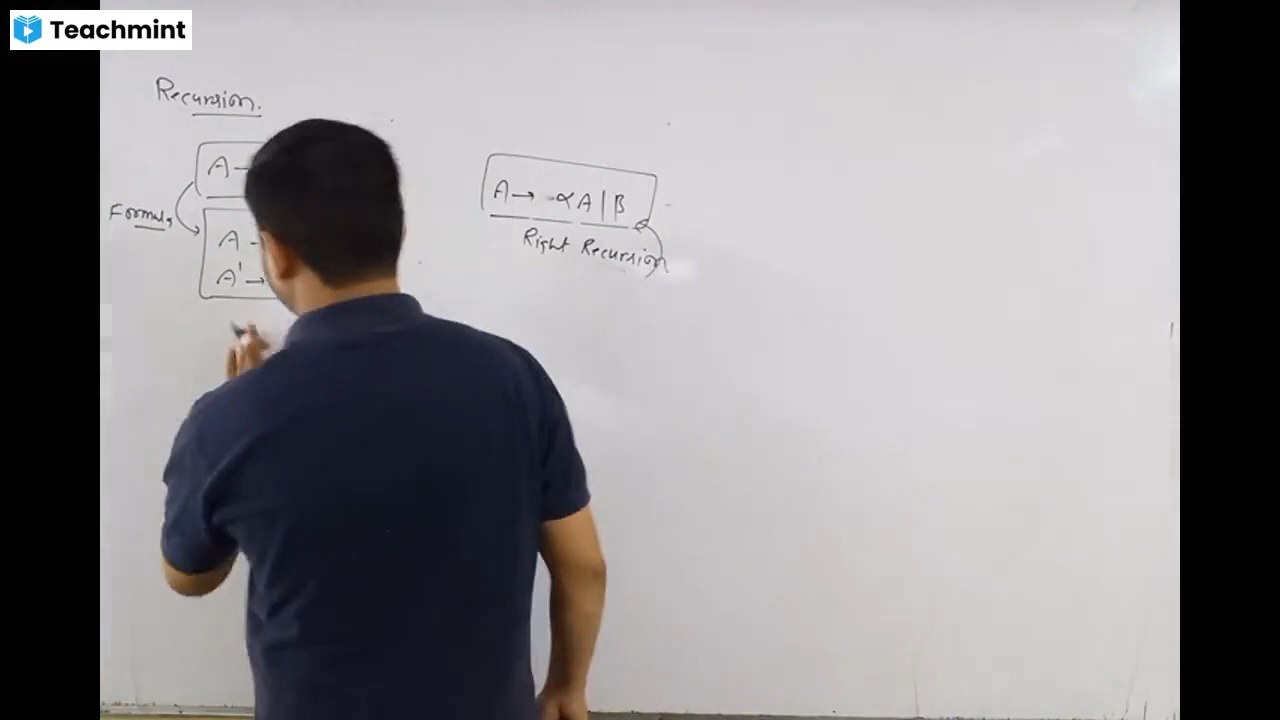 Teachmint
Recursion.
A →
Formula
A →
A' →
A → αA | β
Right Recursion